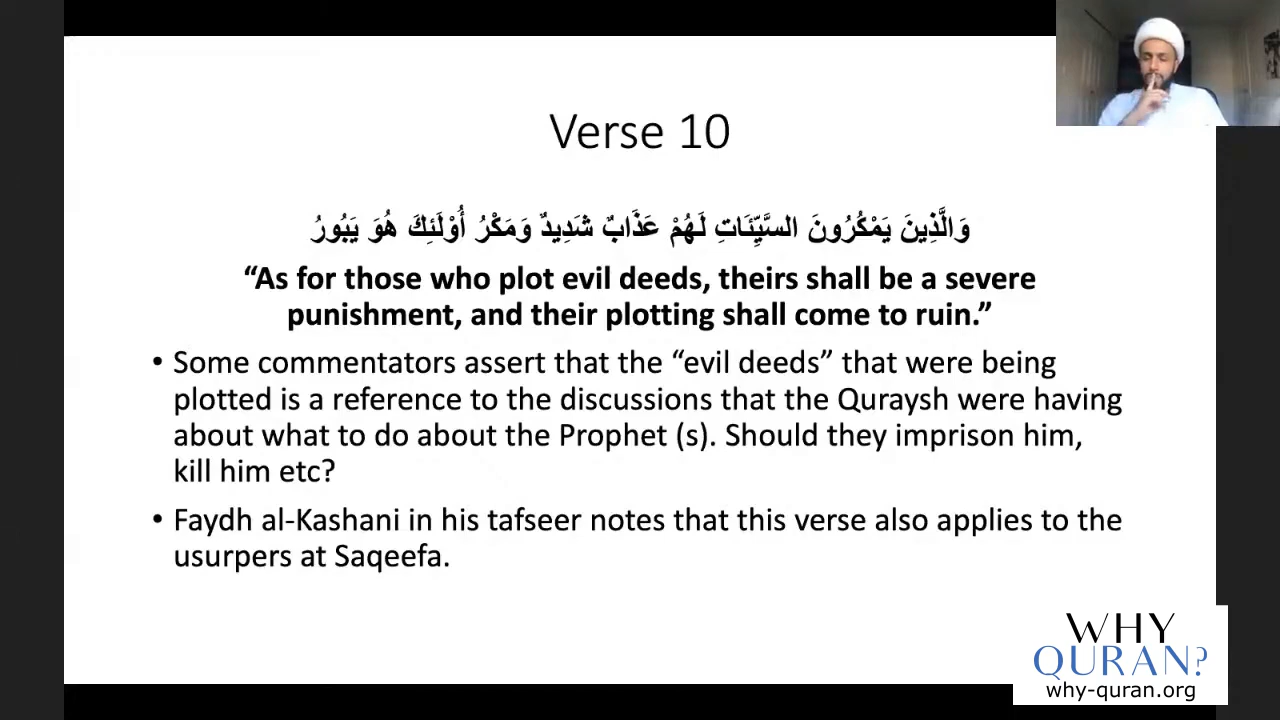 Verse 10
وَالَّذِينَ يَمْكُرُونَ السَّيِّئَاتِ لَهُمْ عَذَابٌ شَدِيدٌ وَمَكْرُ أُوْلَئِكَ هُوَ يَبُورُ
“As for those who plot evil deeds, theirs shall be a severe
punishment, and their plotting shall come to ruin.”
• Some commentators assert that the “evil deeds” that were being
plotted is a reference to the discussions that the Quraysh were having
about what to do about the Prophet (s). Should they imprison him,
kill him etc?
• Faydh al-Kashani in his tafseer notes that this verse also applies to the
usurpers at Saqeefa.
WHY
QURAN?
why-quran.org